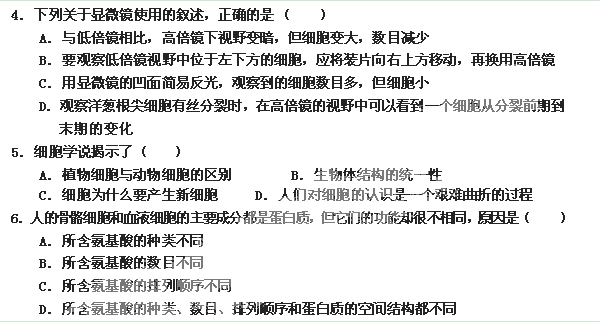 4．下列关于显微镜使用的叙述，正确的是（　　）
A．与低倍镜相比，高倍镜下视野变暗，但细胞变大，数目减少
B．要观察低倍镜视野中位于左下方的细胞，应将装片向右上方移动，再换用高倍镜
C．用显微镜的凹面简易反光，观察到的细胞数目多，但细胞小
D．观察洋葱根尖细胞有丝分裂时，在高倍镜的视野中可以看到一个细胞从分裂前期到
末期的变化
5．细胞学说揭示了（　　）
A．植物细胞与动物细胞的区别　　B．生物体结构的统一性
C．细胞为什么要产生新细胞　　D．人们对细胞的认识是一个艰难曲折的过程
6．人的骨骼细胞和血液细胞的主要成分都是蛋白质，但它们的功能却很不相同，原因是（　　）
A．所含氨基酸的种类不同
B．所含氨基酸的数目不同
C．所含氨基酸的排列顺序不同
D．所含氨基酸的种类、数目、排列顺序和蛋白质的空间结构都不同